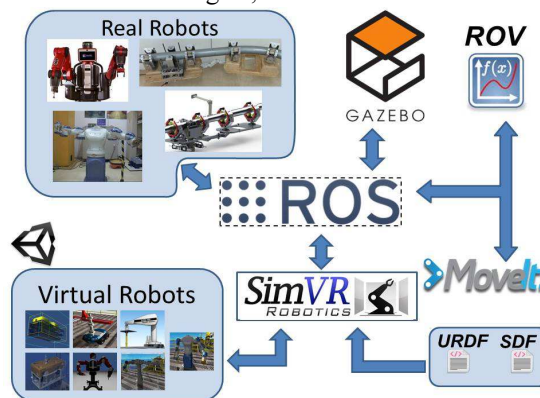 Real Robots
ROV
f(x)
GAZEBO
ROS
MoveIt
SimVR
ROBOTICS
Virtual Robots
URDF SDF